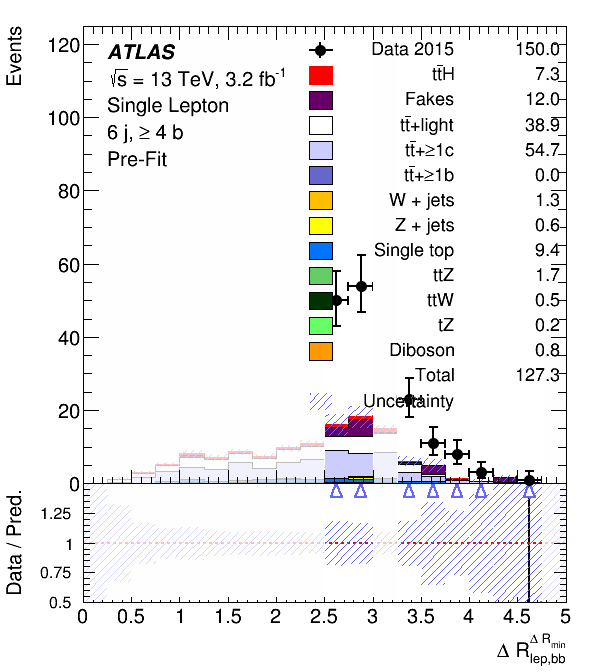 Events
120
100
80
60
40
20
0
ATLAS
√s = 13 TeV, 3.2 fb⁻¹
Single Lepton
6 j, ≥ 4 b
Pre-Fit
Data 2015 150.0
tt̄H 7.3
Fakes 12.0
tt̄+light 38.9
tt̄+≥1c 54.7
tt̄+≥1b 0.0
W + jets 1.3
Z + jets 0.6
Single top 9.4
ttZ 1.7
ttW 0.5
tZ 0.2
Diboson 0.8
Total 127.3
Uncertainty
Data / Pred.
1.25
1
0.75
0.5
0 0.5 1 1.5 2 2.5 3 3.5 4 4.5 5
Δ R^{Δ R_min}_{lep,bb}